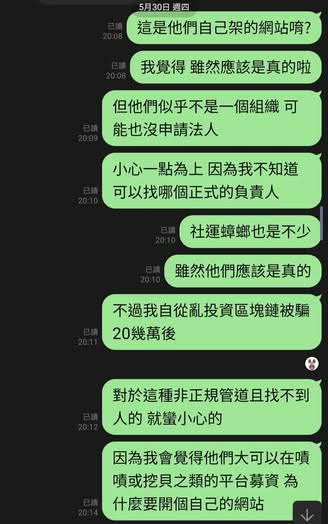 5月30日 週四
這是他們自己架的網站唷?
20:08
已讀
20:08
我覺得 雖然應該是真的啦
但他們似乎不是一個組織 可
能也沒申請法人
已讀
20:09
小心一點為上 因為我不知道
可以找哪個正式的負責人
已讀
20:10
社運蟑螂也是不少
已讀
20:10
雖然他們應該是真的
已讀
20:10
不過我自從亂投資區塊鏈被騙
20幾萬後
已讀
20:11
對於這種非正規管道且找不到
人的 就蠻小心的
已讀
20:12
因為我會覺得他們大可以在嘖
嘖或挖貝之類的平台募資 為
什麼要開個自己的網站
已讀
20:14